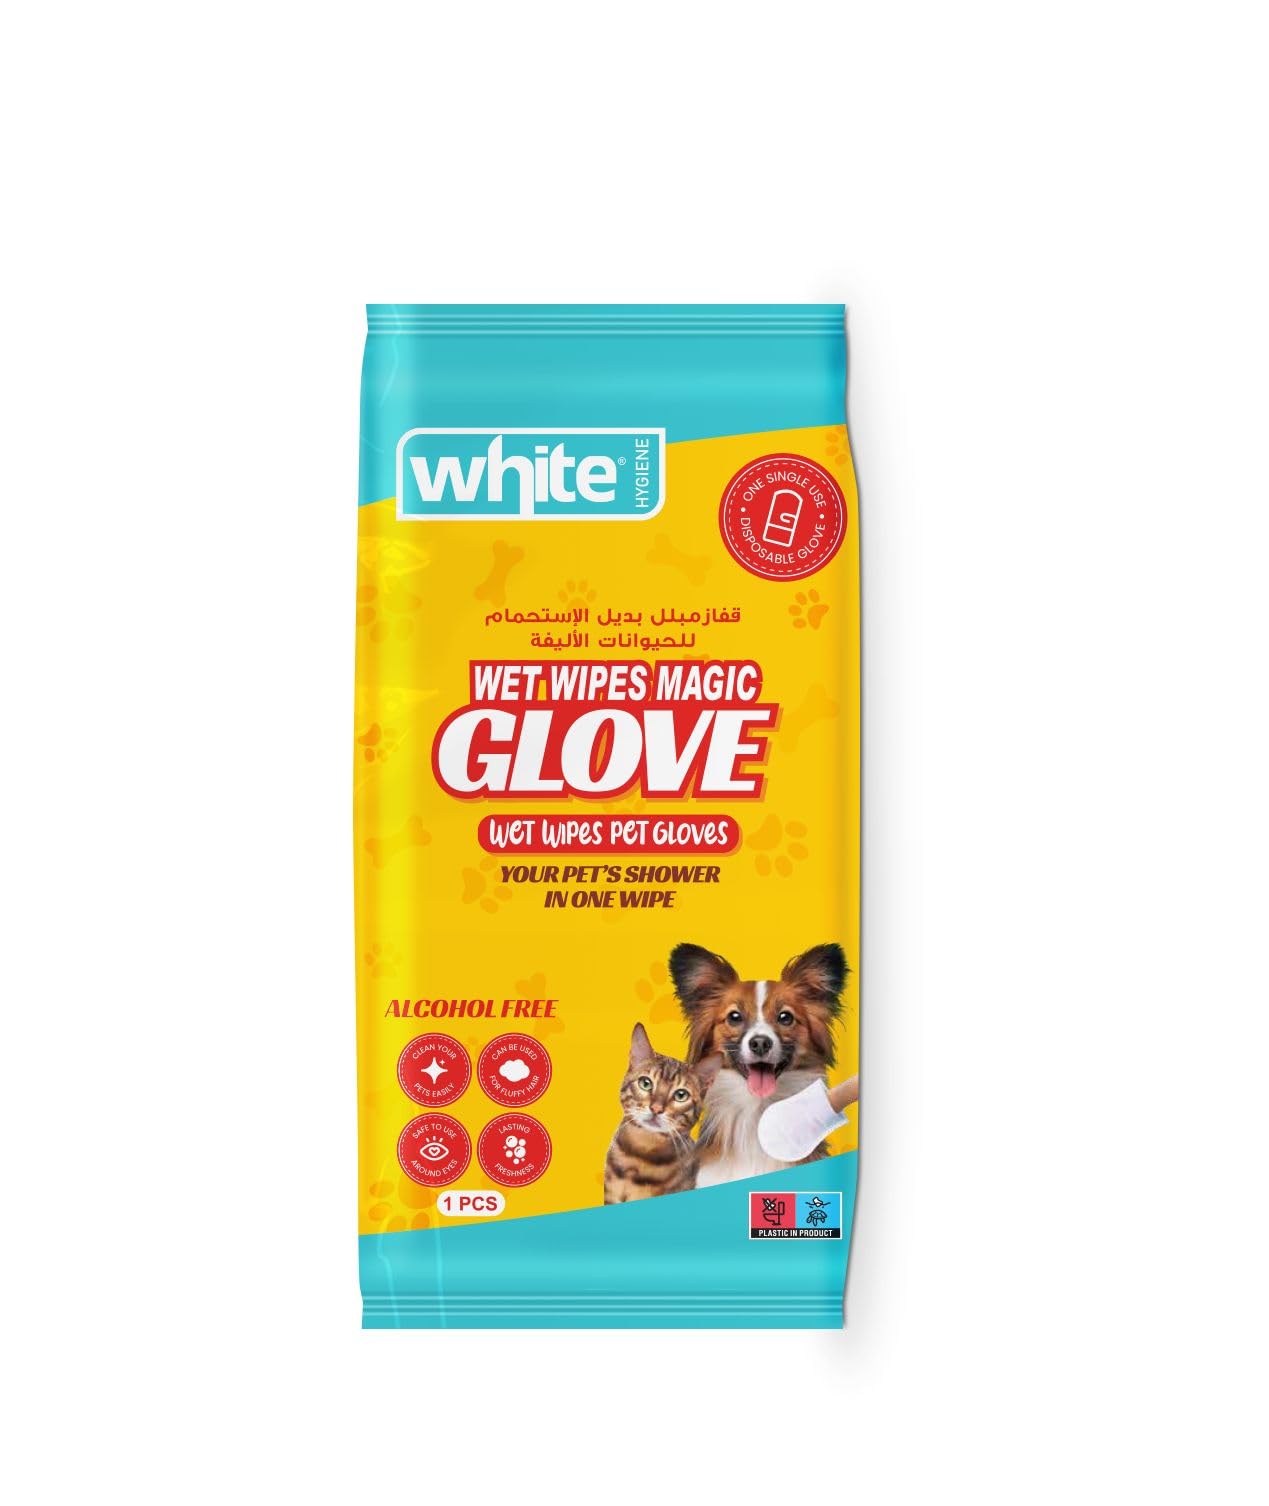 white®
HYGIENE
ONE SINGLE USE
DISPOSABLE GLOVE
قفاز مبلل بديل الإستحمام
للحيوانات الأليفة
WET WIPES MAGIC
GLOVE
WET WIPES PET GLOVES
YOUR PET'S SHOWER
IN ONE WIPE
ALCOHOL FREE
CLEAN YOUR
PETS EASILY
CAN BE USED
FOR FLUFFY HAIR
SAFE TO USE
AROUND EYES
LASTING
FRESHNESS
1 PCS
PLASTIC IN PRODUCT